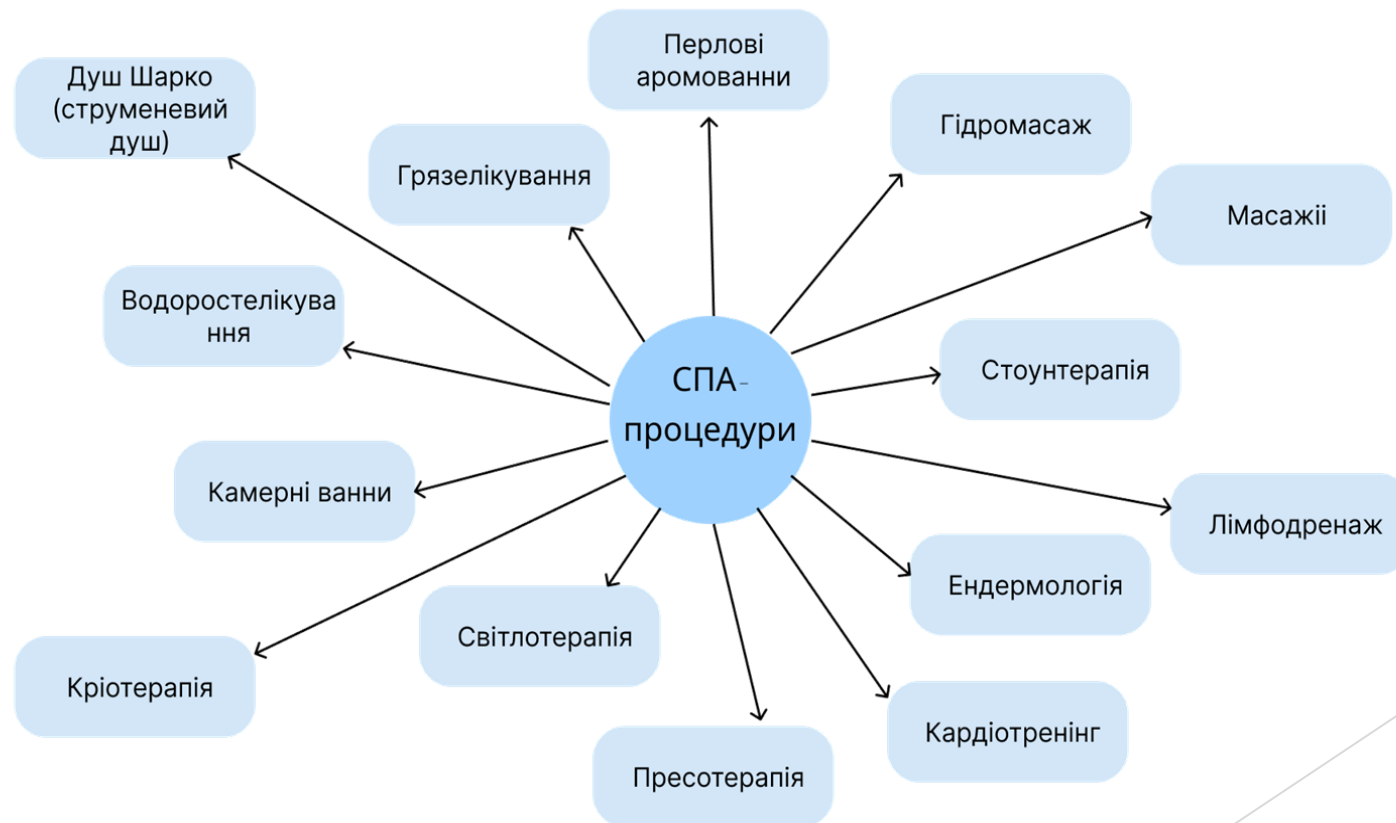 Перлові
аромованни
Душ Шарко
(струменевий
душ)
Гідромасаж
Грязелікування
Масажіі
Водоростелікува
ння
СПА-
процедури
Стоунтерапія
Камерні ванни
Лімфодренаж
Ендермологія
Світлотерапія
Кріотерапія
Кардіотренінг
Пресотерапія